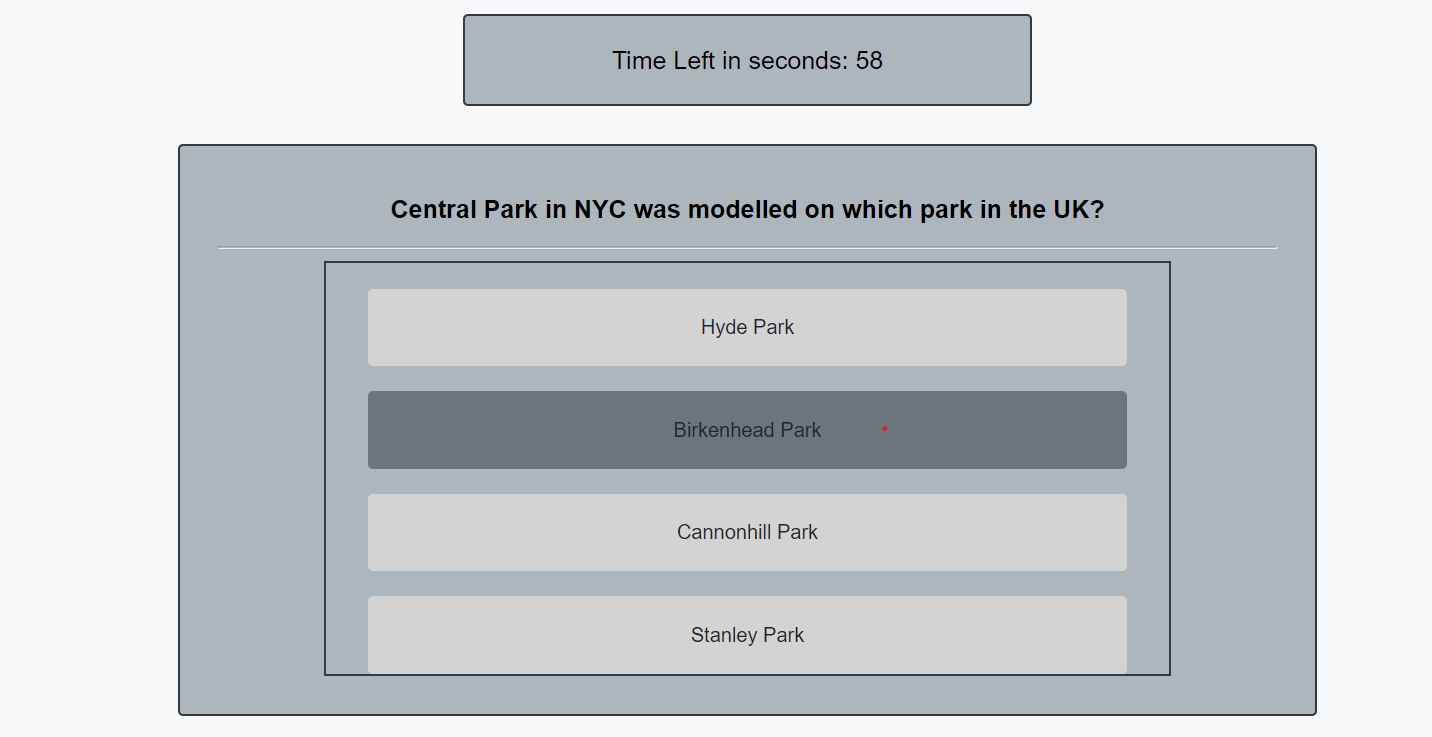 Time Left in seconds: 58
Central Park in NYC was modelled on which park in the UK?
Hyde Park
Birkenhead Park
Cannonhill Park
Stanley Park